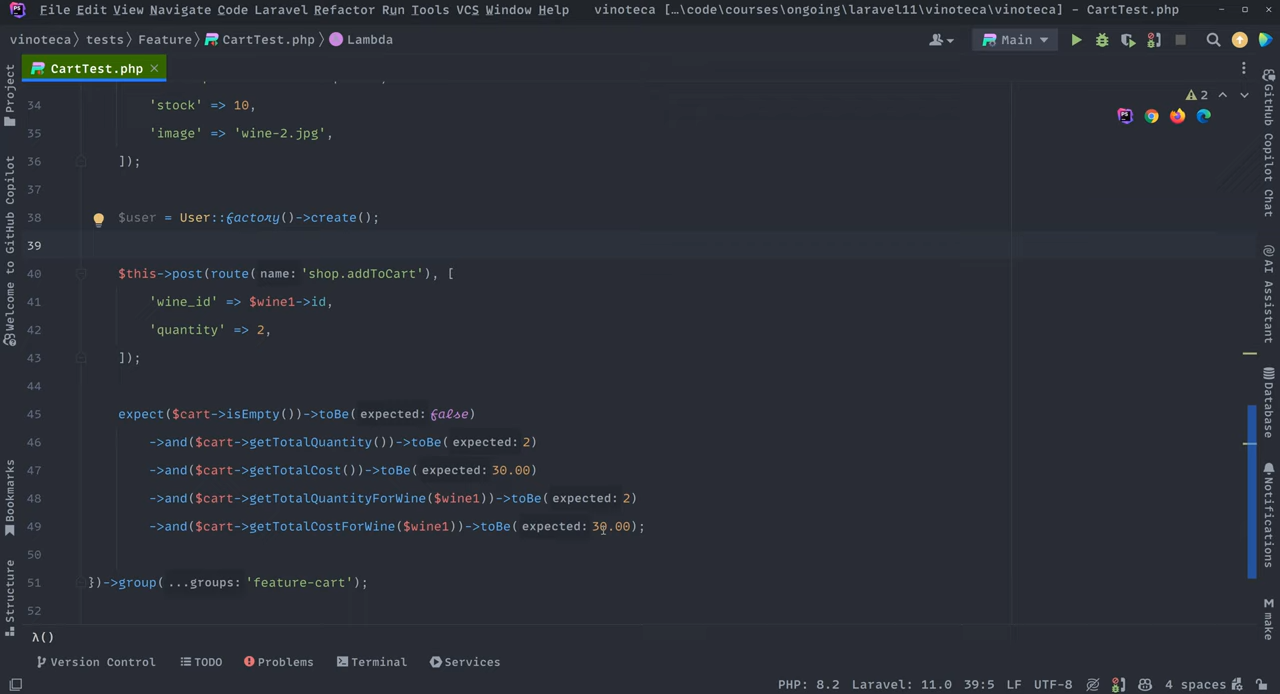 File Edit View Navigate Code Laravel Refactor Run Tools VCS Window Help vinoteca […\code\courses\ongoing\laravel11\vinoteca\vinoteca] - CartTest.php
vinoteca tests Feature CartTest.php Lambda Main
CartTest.php
2
34 'stock' => 10,
35 'image' => 'wine-2.jpg',
36 ]);
37
38 $user = User::factory()->create();
39
40 $this->post(route( name: 'shop.addToCart'), [
41 'wine_id' => $wine1->id,
42 'quantity' => 2,
43 ]);
44
45 expect($cart->isEmpty())->toBe( expected: false)
46 ->and($cart->getTotalQuantity())->toBe( expected: 2)
47 ->and($cart->getTotalCost())->toBe( expected: 30.00)
48 ->and($cart->getTotalQuantityForWine($wine1))->toBe( expected: 2)
49 ->and($cart->getTotalCostForWine($wine1))->toBe( expected: 30.00);
50
51 })->group( ...groups: 'feature-cart');
52
λ()
Project
Welcome to GitHub Copilot
Bookmarks
Structure
GitHub Copilot Chat
AI Assistant
Database
Notifications
M make
Version Control TODO Problems Terminal Services
PHP: 8.2 Laravel: 11.0 39:5 LF UTF-8 4 spaces